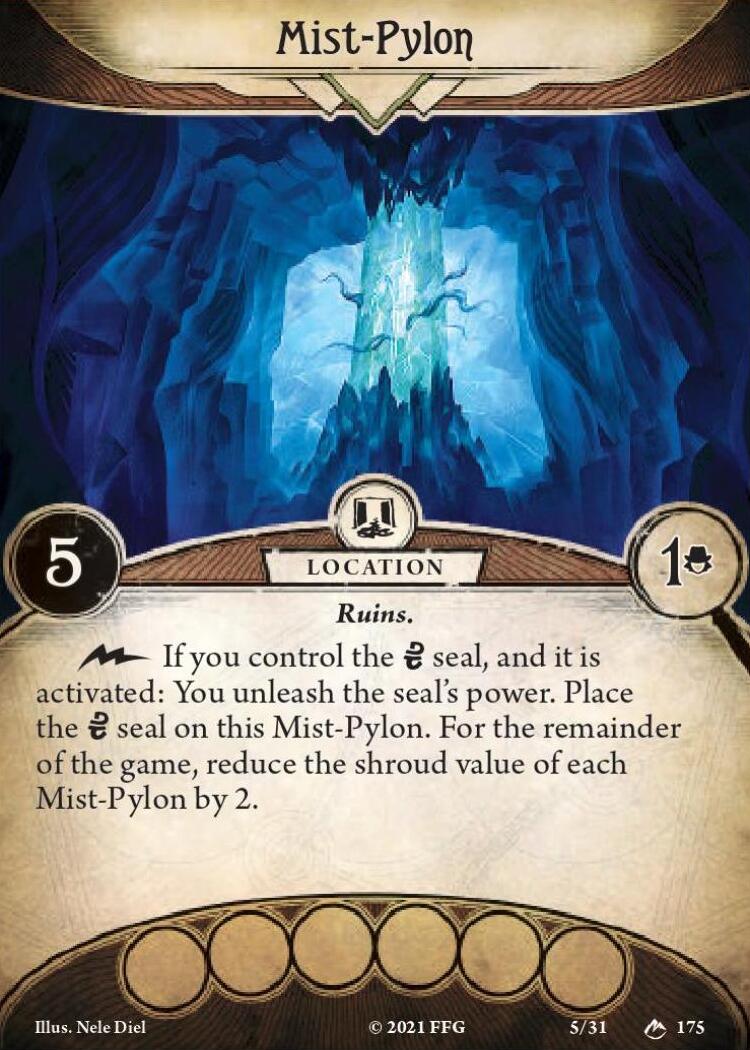 Mist-Pylon
5
LOCATION
1
Ruins.
If you control the seal, and it is
activated: You unleash the seal's power. Place
the seal on this Mist-Pylon. For the remainder
of the game, reduce the shroud value of each
Mist-Pylon by 2.
Illus. Nele Diel © 2021 FFG 5/31 175